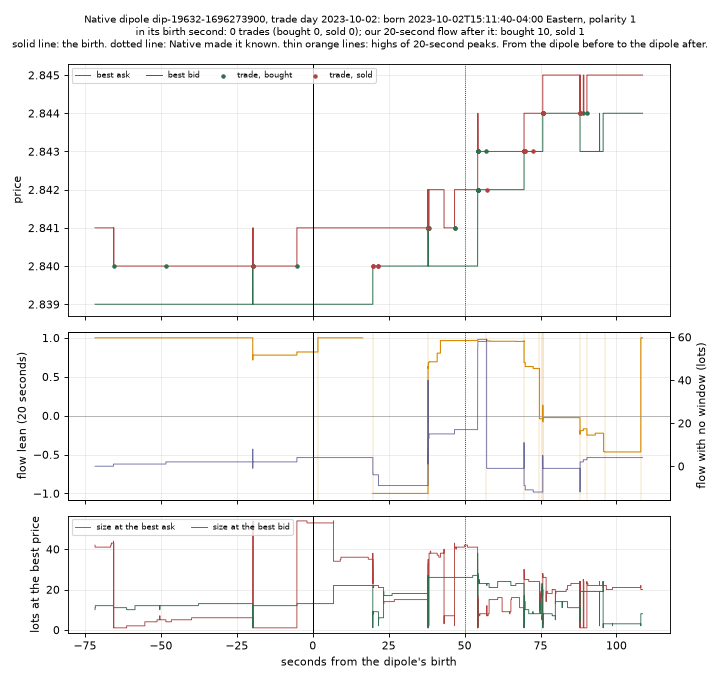 Native dipole dip-19632-1696273900, trade day 2023-10-02: born 2023-10-02T15:11:40-04:00 Eastern, polarity 1
in its birth second: 0 trades (bought 0, sold 0); our 20-second flow after it: bought 10, sold 1
solid line: the birth. dotted line: Native made it known. thin orange lines: highs of 20-second peaks. From the dipole before to the dipole after.
best ask
best bid
trade, bought
trade, sold
2.845
2.844
2.843
2.842
2.841
2.840
2.839
price
1.0
0.5
0.0
−0.5
−1.0
flow lean (20 seconds)
60
40
20
0
flow with no window (lots)
size at the best ask
size at the best bid
40
20
0
lots at the best price
−75
−50
−25
0
25
50
75
100
seconds from the dipole's birth